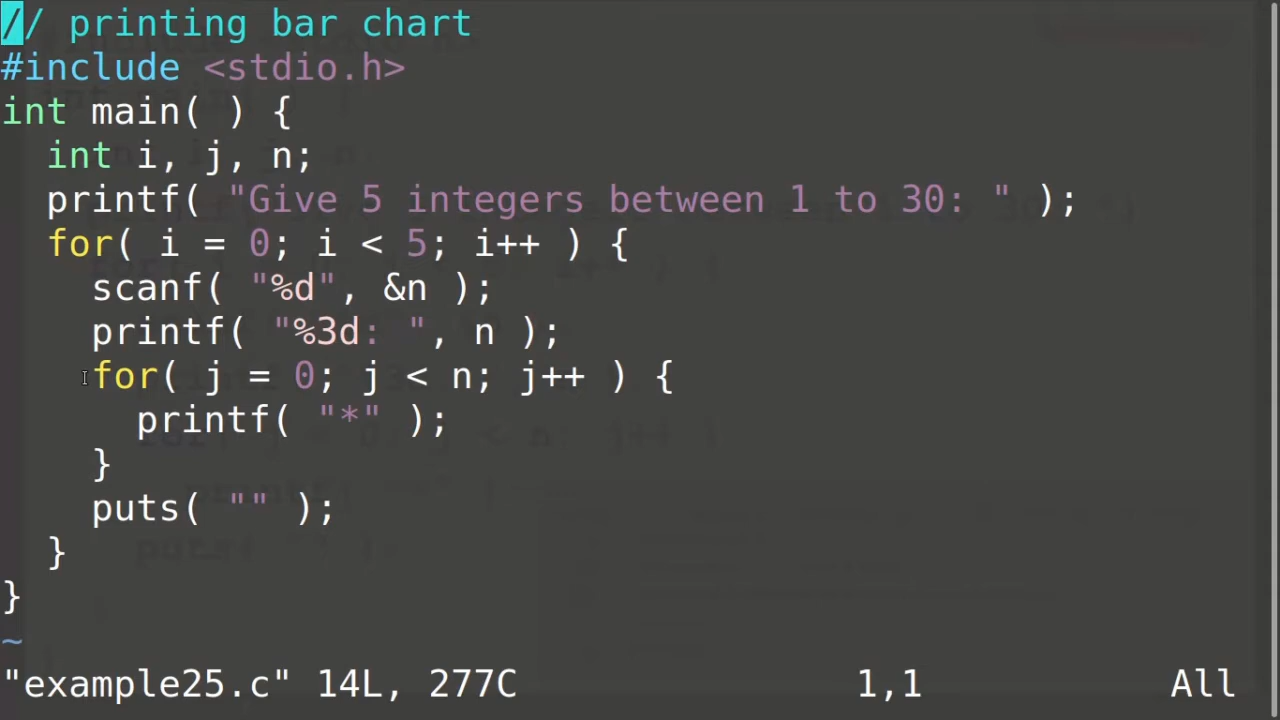 // printing bar chart
#include <stdio.h>
int main( ) {
  int i, j, n;
  printf( "Give 5 integers between 1 to 30: " );
  for( i = 0; i < 5; i++ ) {
    scanf( "%d", &n );
    printf( "%3d: ", n );
    for( j = 0; j < n; j++ ) {
      printf( "*" );
    }
    puts( "" );
  }
}
~
"example25.c" 14L, 277C 1,1 All